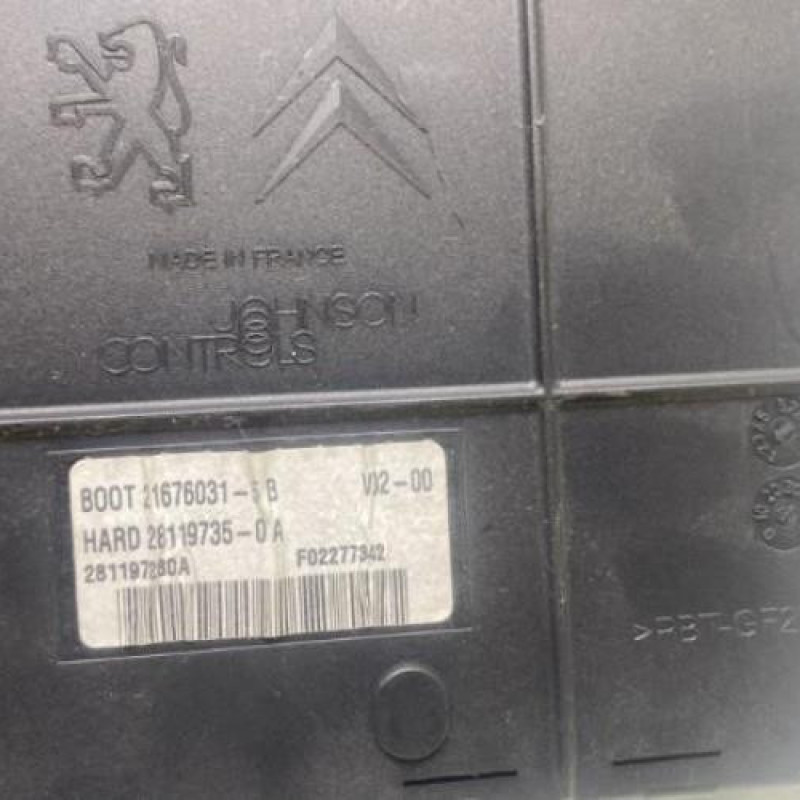 MADE IN FRANCE
JOHNSON
CONTROLS
BOOT 21676031-5 B V02-00
HARD 28119735-0 A
281197280A F02277342
>PBT-GF2